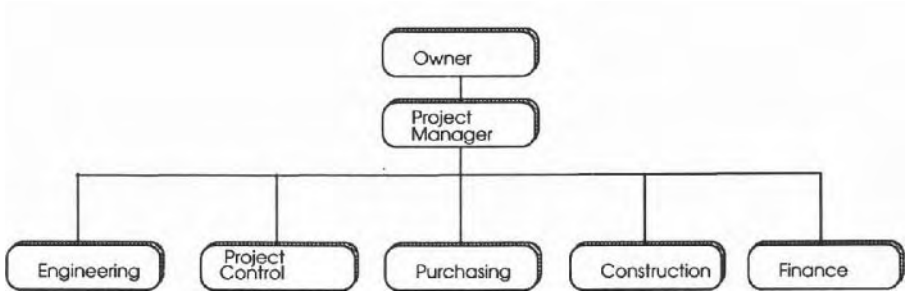 Owner
Project
Manager
Engineering
Project
Control
Purchasing
Construction
Finance